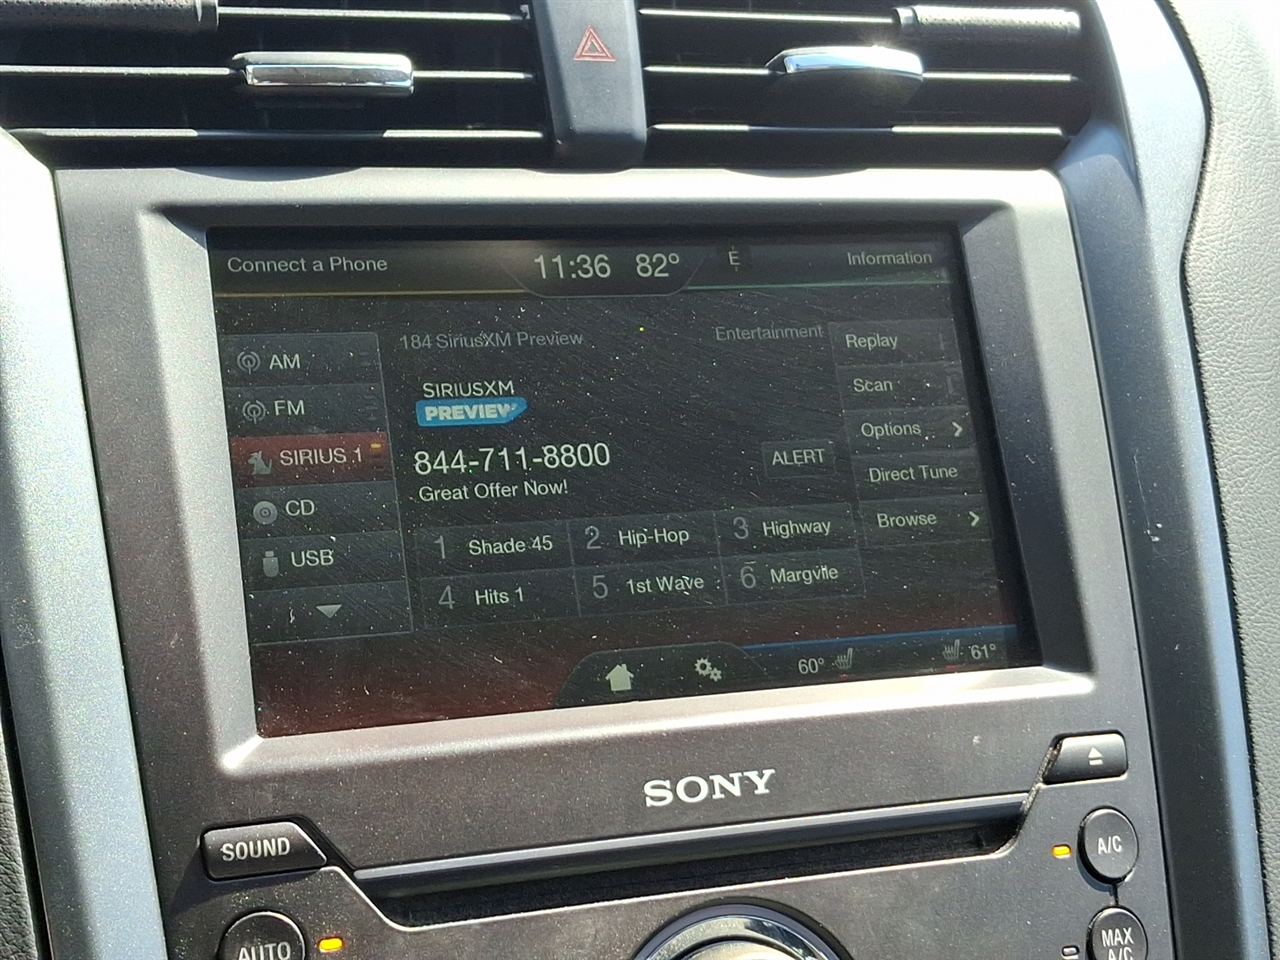 Connect a Phone
11:36 82°
E
Information
AM
FM
SIRIUS 1
CD
USB
184 SiriusXM Preview
Entertainment
SIRIUSXM
PREVIEW
844-711-8800
Great Offer Now!
ALERT
1 Shade 45
2 Hip-Hop
3 Highway
4 Hits 1
5 1st Wave
6 Margvlle
Replay
Scan
Options
Direct Tune
Browse
60°
61°
SONY
SOUND
AUTO
A/C
MAX
A/C